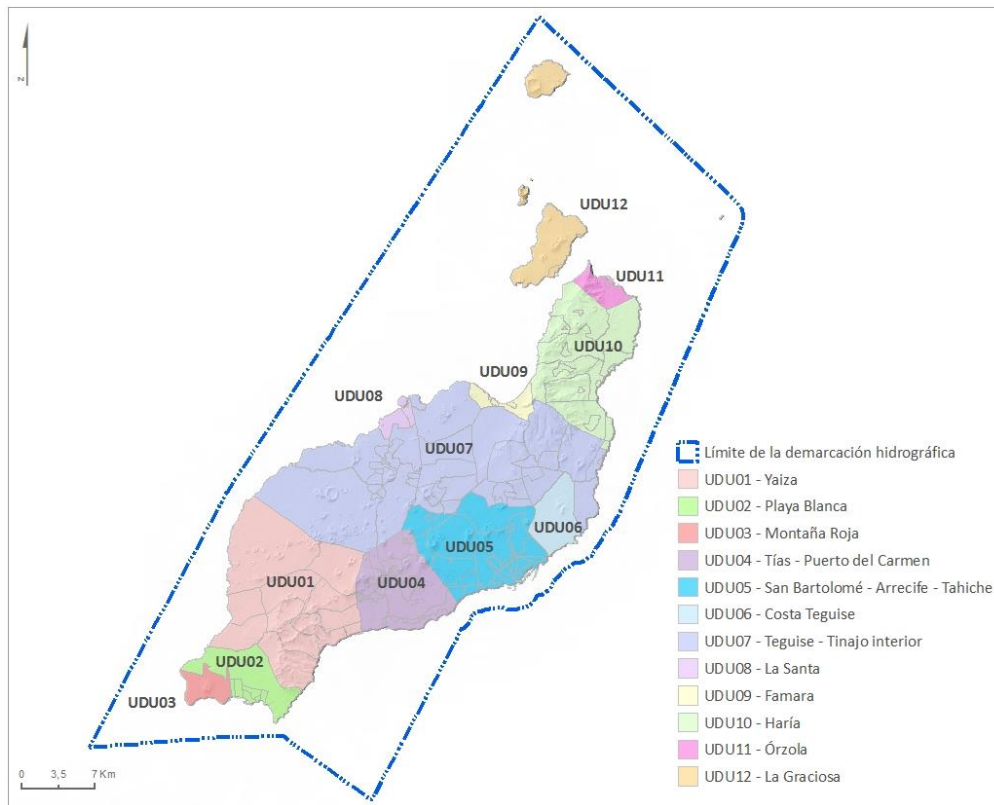 N
UDU12
UDU11
UDU10
UDU09
UDU08
UDU07
UDU06
UDU05
UDU04
UDU01
UDU02
UDU03
Límite de la demarcación hidrográfica
UDU01 - Yaiza
UDU02 - Playa Blanca
UDU03 - Montaña Roja
UDU04 - Tías - Puerto del Carmen
UDU05 - San Bartolomé - Arrecife - Tahiche
UDU06 - Costa Teguise
UDU07 - Teguise - Tinajo interior
UDU08 - La Santa
UDU09 - Famara
UDU10 - Haría
UDU11 - Órzola
UDU12 - La Graciosa
0 3,5 7 Km